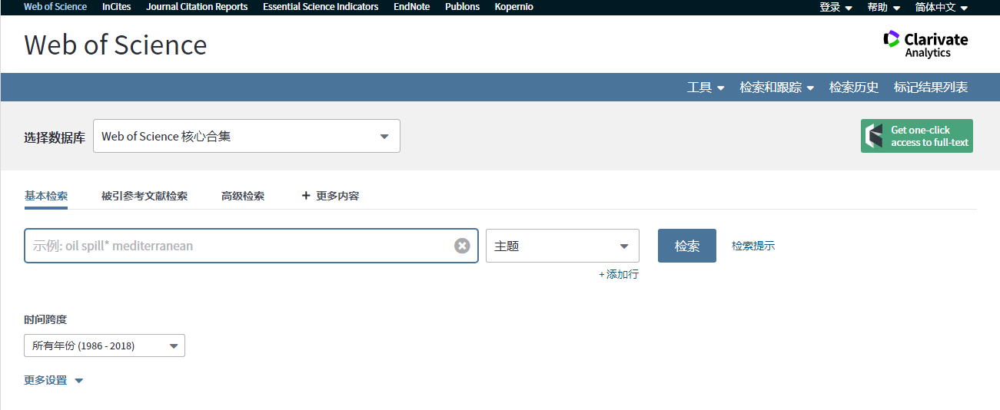 Web of Science InCites Journal Citation Reports Essential Science Indicators EndNote Publons Kopernio 登录 帮助 简体中文
Web of Science
Clarivate
Analytics
工具 检索和跟踪 检索历史 标记结果列表
选择数据库 Web of Science 核心合集
Get one-click
access to full-text
基本检索 被引参考文献检索 高级检索 + 更多内容
示例: oil spill* mediterranean 主题 检索 检索提示
+ 添加行
时间跨度
所有年份 (1986 - 2018)
更多设置